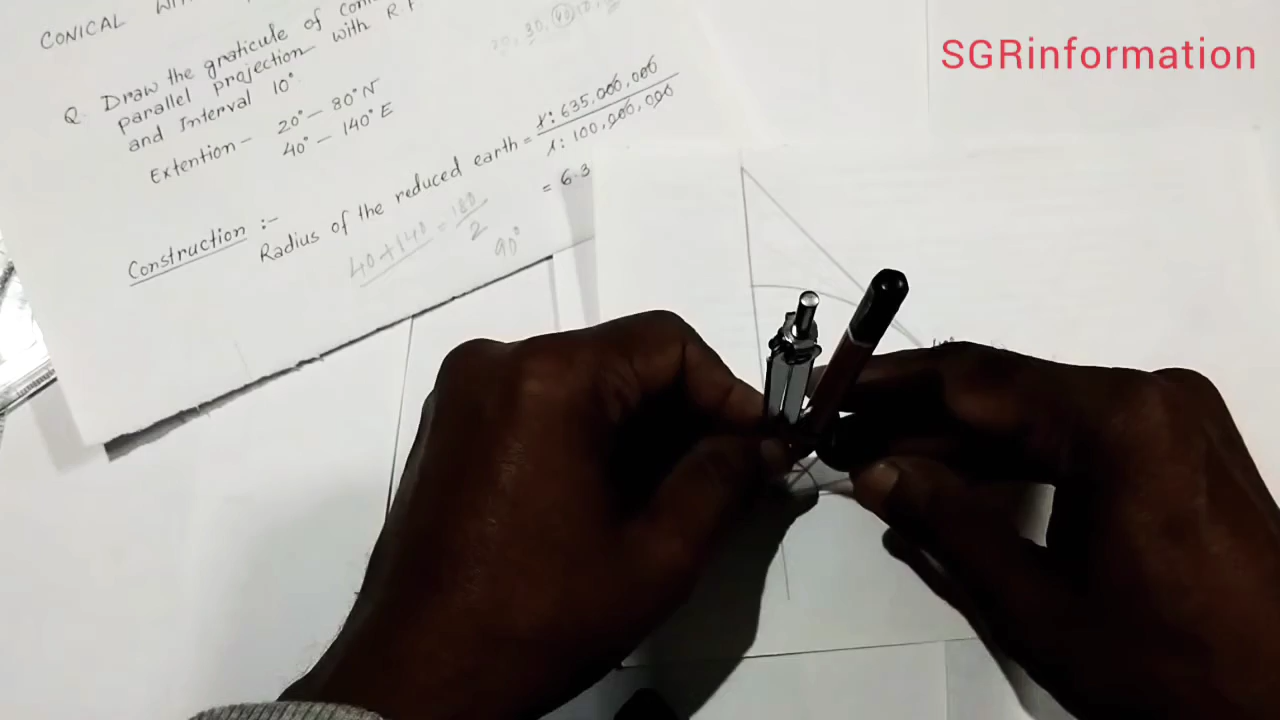 SGRinformation
CONICAL
Q. Draw the graticule of
parallel projection with R.F
and Interval 10°.
Extention - 20° - 80° N
40° - 140° E
Construction :-
Radius of the reduced earth = 1: 635,000,000
1: 100,000,000
= 6.3
40+140 = 180
2
90°